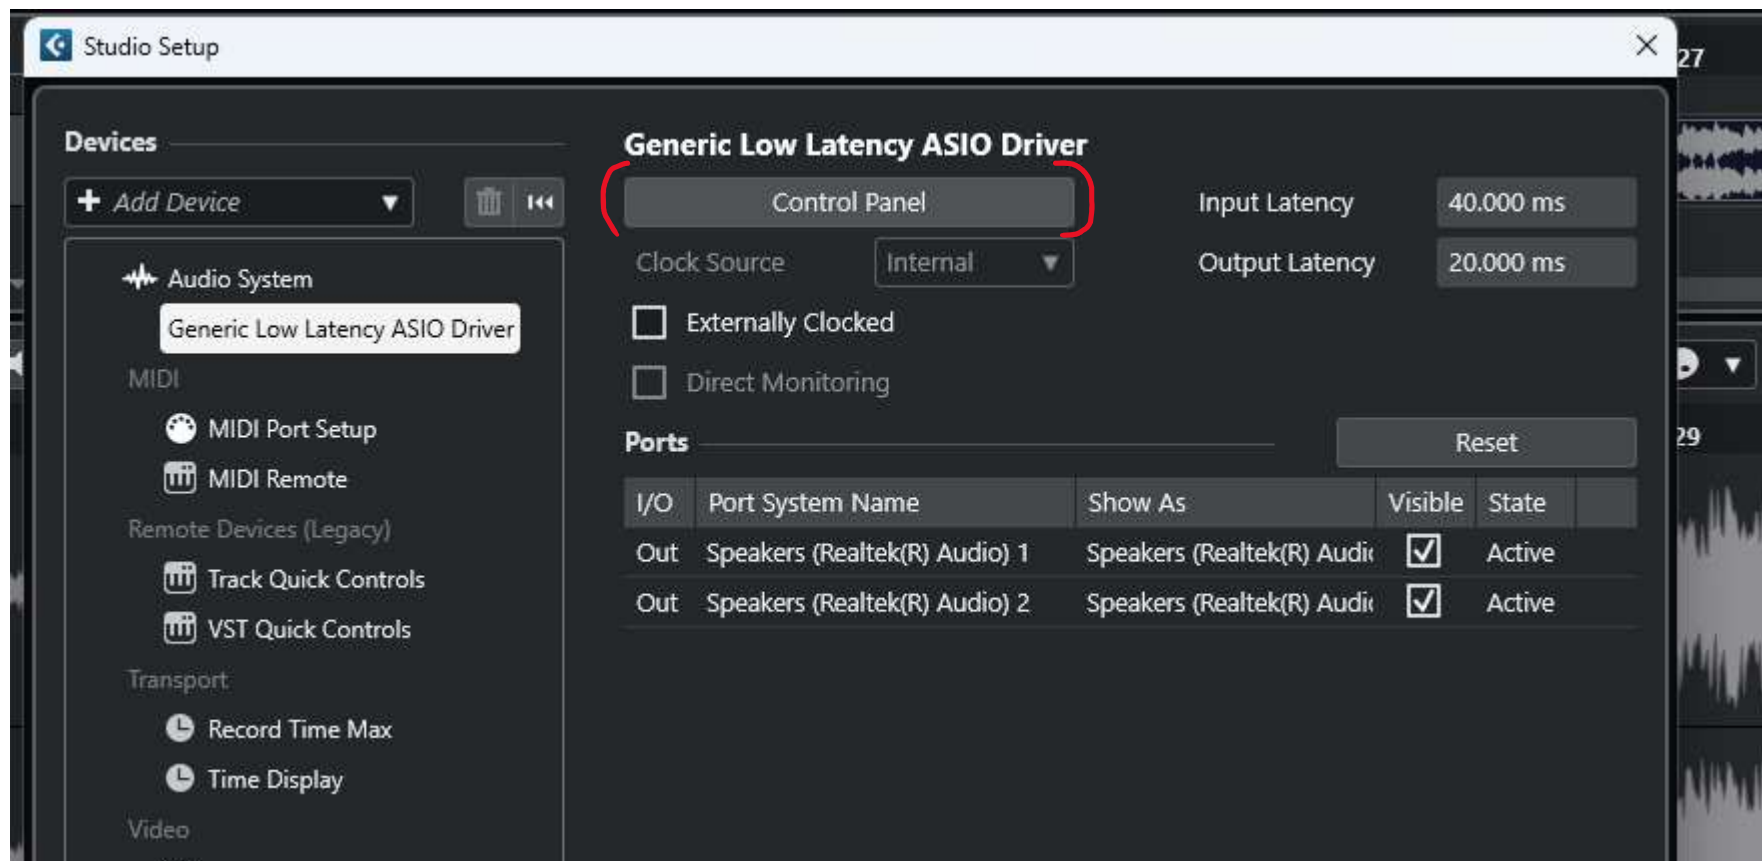 Studio Setup
27
Devices
Add Device
Audio System
Generic Low Latency ASIO Driver
MIDI
MIDI Port Setup
MIDI Remote
Remote Devices (Legacy)
Track Quick Controls
VST Quick Controls
Transport
Record Time Max
Time Display
Video
Generic Low Latency ASIO Driver
Control Panel
Input Latency 40.000 ms
Clock Source Internal
Output Latency 20.000 ms
Externally Clocked
Direct Monitoring
Ports
Reset
I/O Port System Name Show As Visible State
Out Speakers (Realtek(R) Audio) 1 Speakers (Realtek(R) Active
Out Speakers (Realtek(R) Audio) 2 Speakers (Realtek(R) Active
29